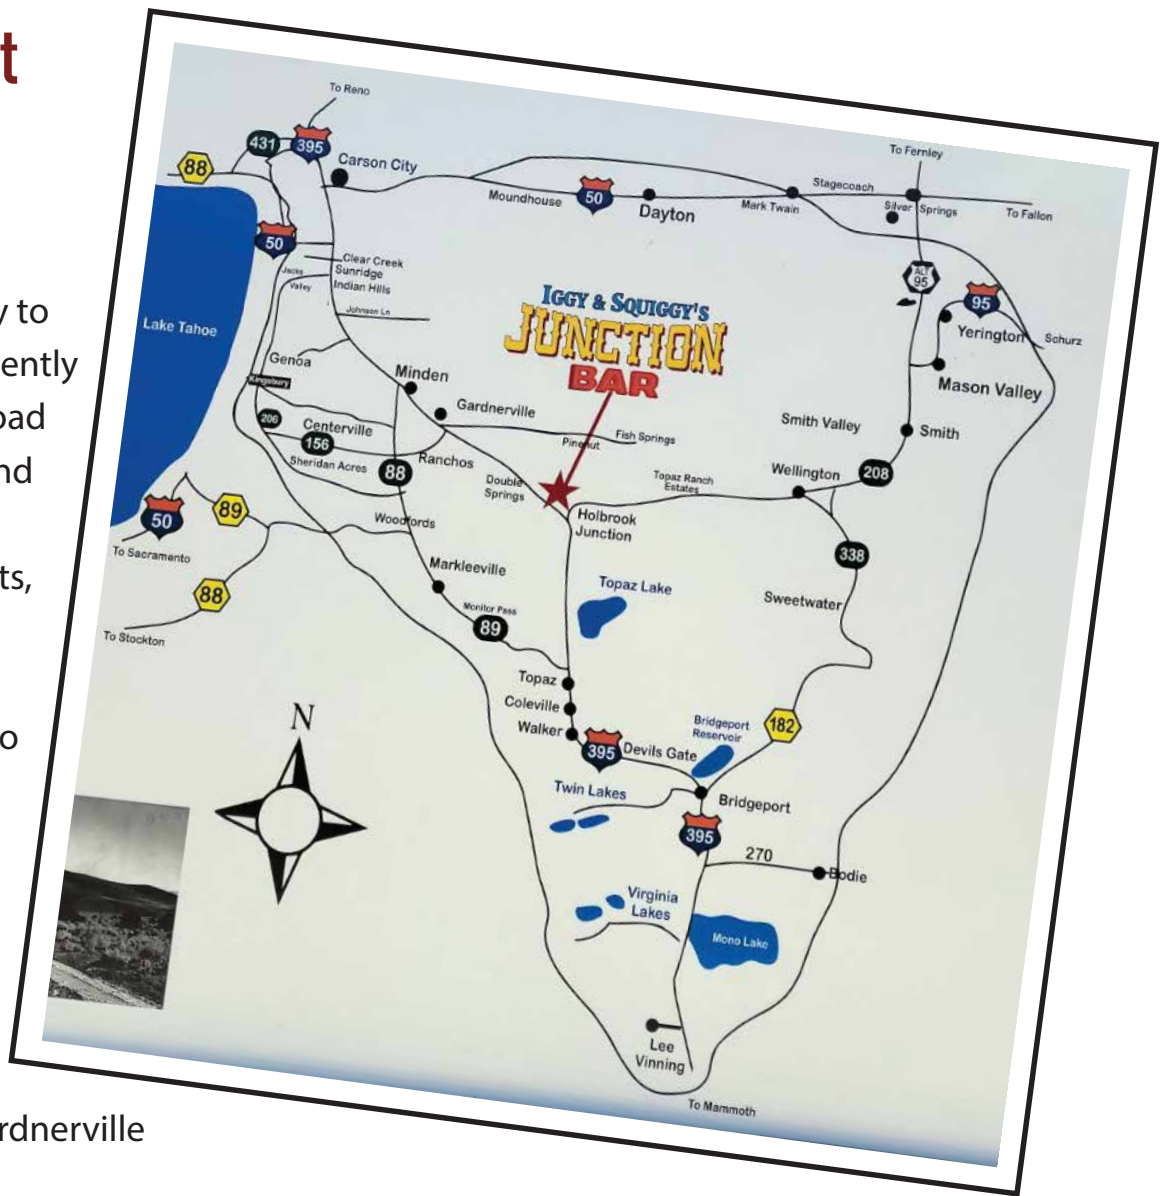 t
To Reno
431
395
88
Carson City
To Fernley
Moundhouse
50
Dayton
Mark Twain
Stagecoach
Silver Springs
To Fallon
50
Clear Creek
Sunridge
Indian Hills
Jacks
Valley
Johnson Ln
ALT
95
95
Yerington
Schurz
y to
Lake Tahoe
IGGY & SQUIGGY'S
JUNCTION
BAR
ently
Genoa
Kingsbury
Minden
Mason Valley
oad
206
Centerville
156
Gardnerville
Pinenut
Fish Springs
Smith Valley
Smith
nd
Sheridan Acres
88
Ranchos
Double
Springs
Topaz Ranch
Estates
Wellington
208
50
89
Woodfords
Holbrook
Junction
To Sacramento
338
ts,
88
Markleeville
Topaz Lake
Sweetwater
To Stockton
Monitor Pass
89
Topaz
Coleville
Walker
o
N
395
Devils Gate
Bridgeport
Reservoir
182
Twin Lakes
Bridgeport
395
270
Bodie
Virginia
Lakes
Mono Lake
Lee
Vinning
To Mammoth
rdnerville